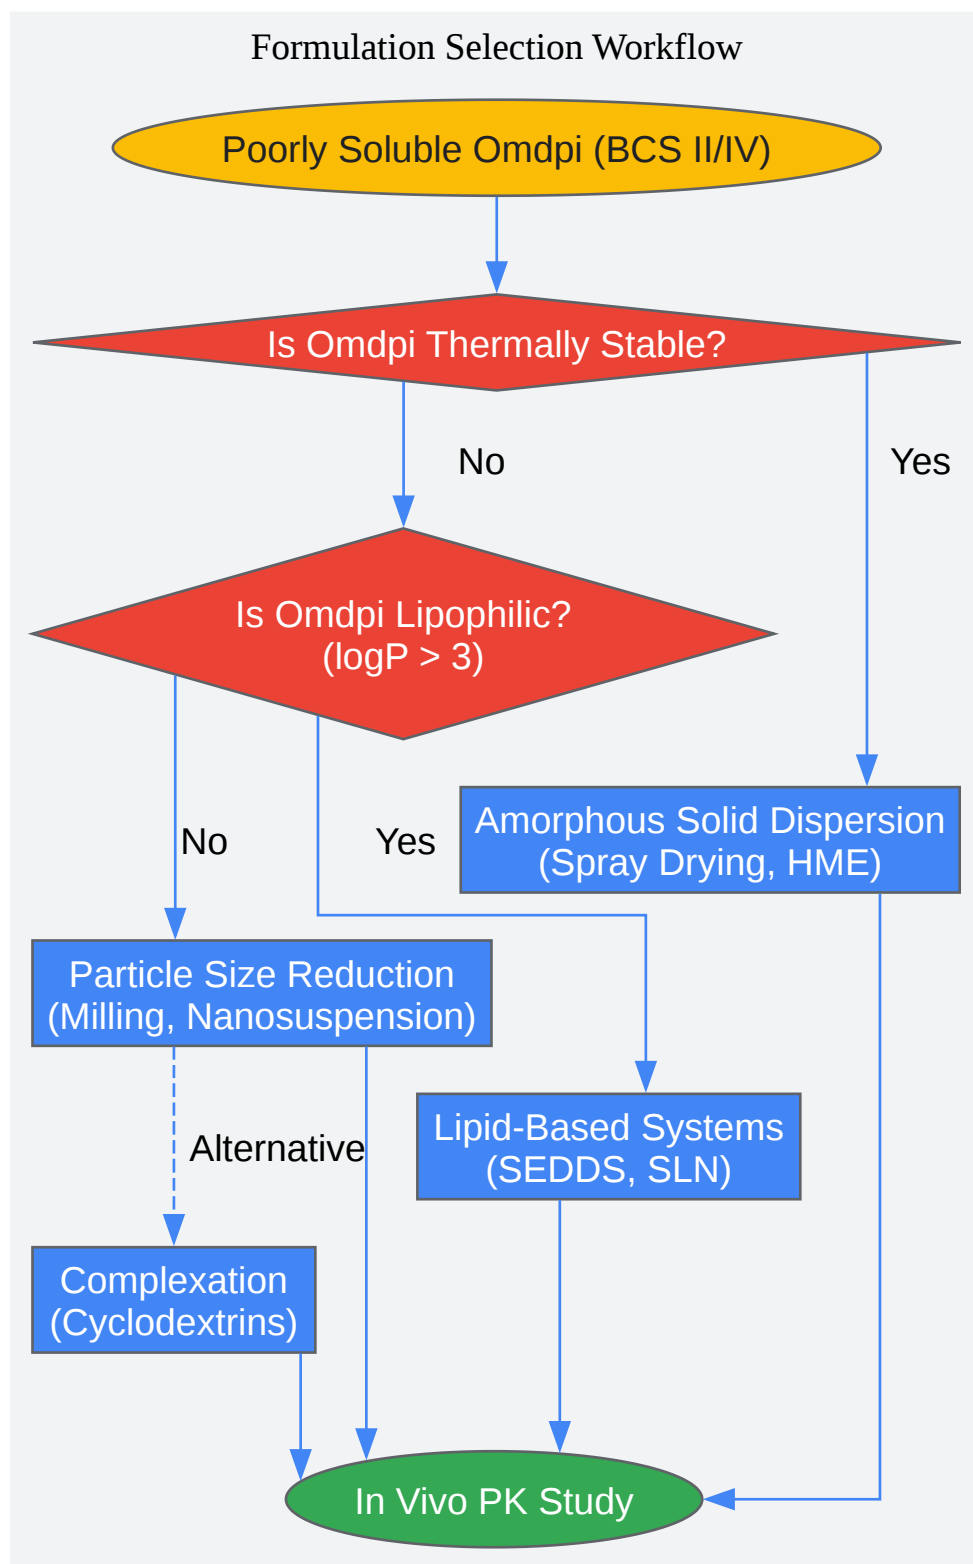 Formulation Selection Workflow
Poorly Soluble Omdpi (BCS II/IV)
Is Omdpi Thermally Stable?
No
Yes
Is Omdpi Lipophilic?
(logP > 3)
Amorphous Solid Dispersion
(Spray Drying, HME)
No
Yes
Particle Size Reduction
(Milling, Nanosuspension)
Lipid-Based Systems
(SEDDS, SLN)
Alternative
Complexation
(Cyclodextrins)
In Vivo PK Study